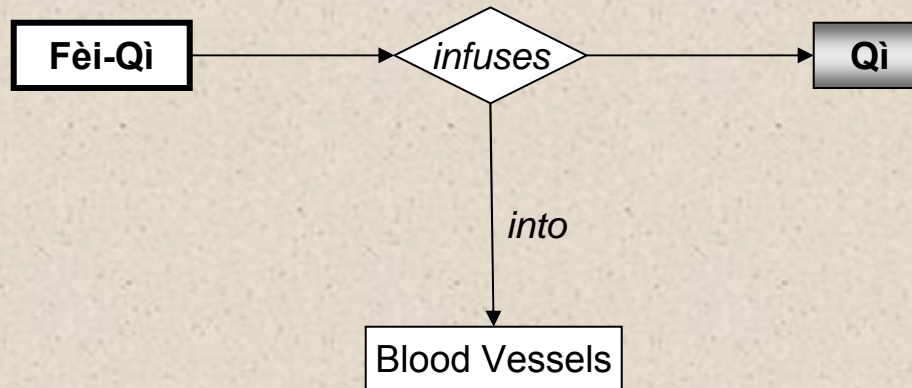 Fèi-Qì
infuses
Qì
into
Blood Vessels